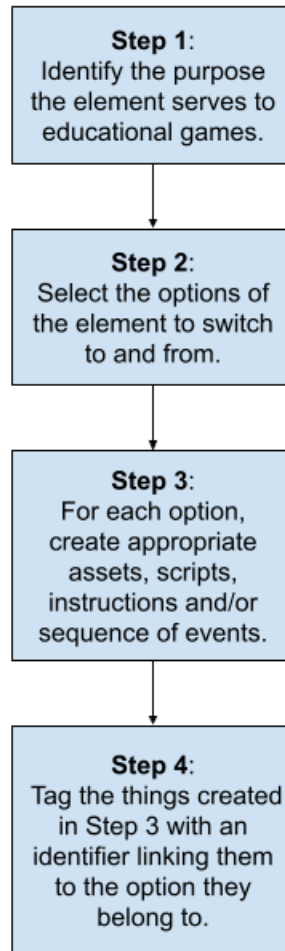 Step 1:
Identify the purpose
the element serves to
educational games.
Step 2:
Select the options of
the element to switch
to and from.
Step 3:
For each option,
create appropriate
assets, scripts,
instructions and/or
sequence of events.
Step 4:
Tag the things created
in Step 3 with an
identifier linking them
to the option they
belong to.